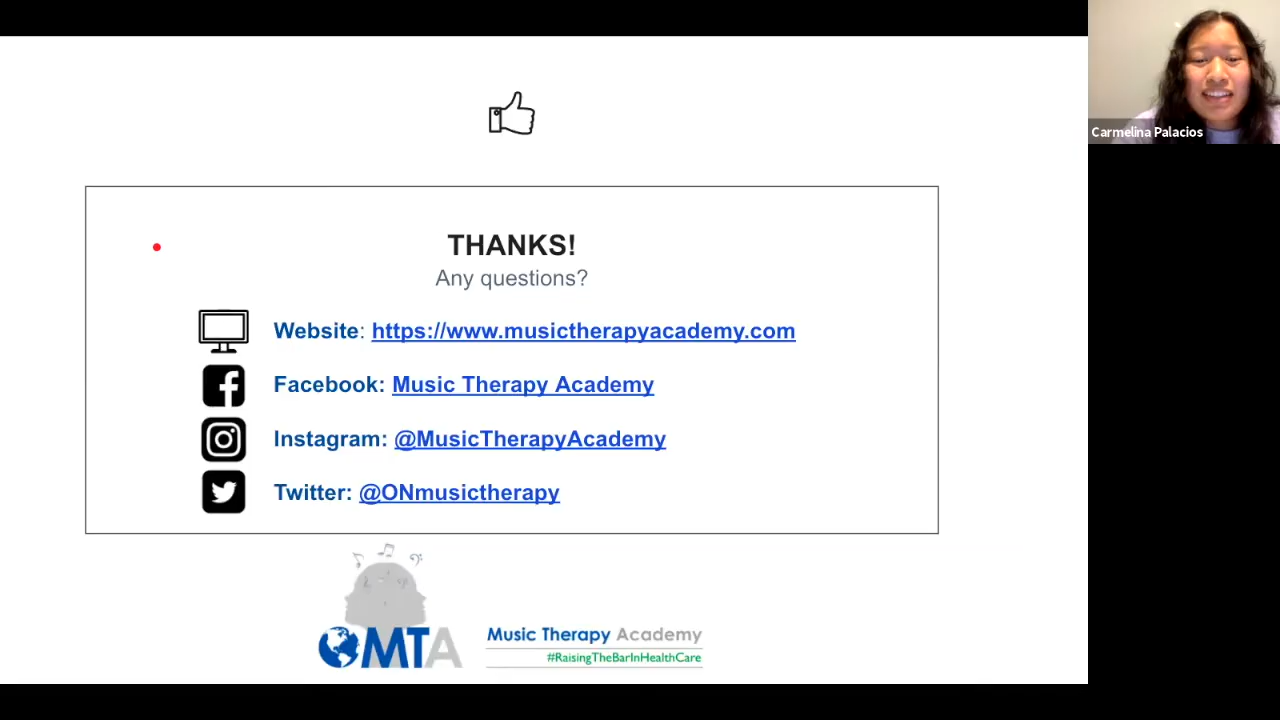 Carmelina Palacios
THANKS!
Any questions?
Website: https://www.musictherapyacademy.com
Facebook: Music Therapy Academy
Instagram: @MusicTherapyAcademy
Twitter: @ONmusictherapy
MTA
Music Therapy Academy
#RaisingTheBarInHealthCare